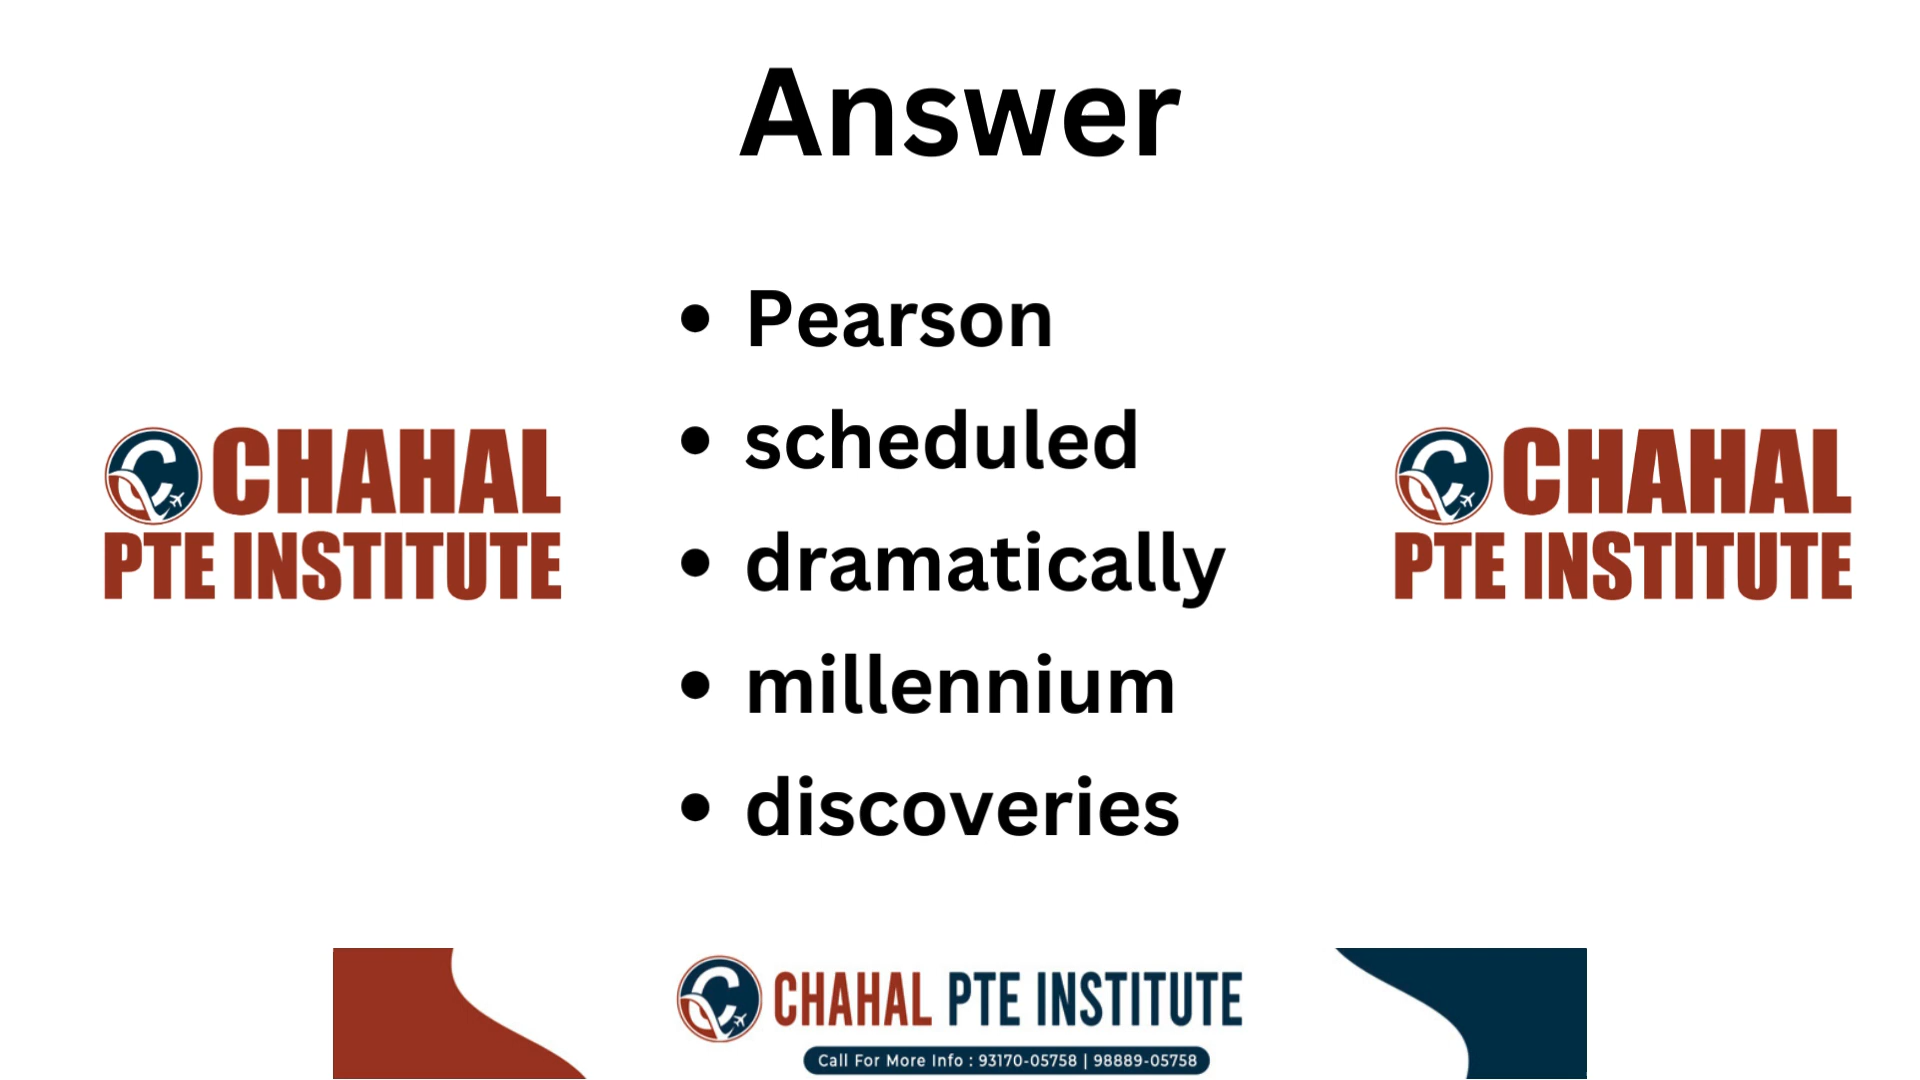 Answer
• Pearson
• scheduled
• dramatically
• millennium
• discoveries
CHAHAL
PTE INSTITUTE
CHAHAL
PTE INSTITUTE
CHAHAL PTE INSTITUTE
Call For More Info : 93170-05758 | 98889-05758